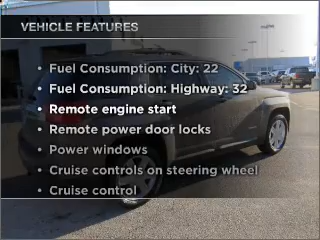 VEHICLE FEATURES
• Fuel Consumption: City: 22
• Fuel Consumption: Highway: 32
• Remote engine start
• Remote power door locks
• Power windows
• Cruise controls on steering wheel
• Cruise control